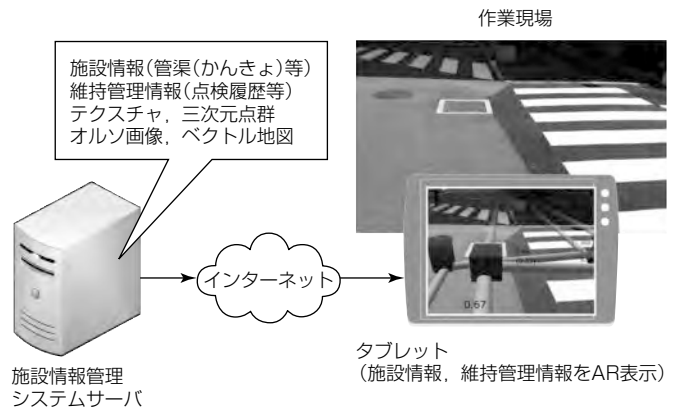 作業現場
施設情報(管渠(かんきょ)等)
維持管理情報(点検履歴等)
テクスチャ，三次元点群
オルソ画像，ベクトル地図
インターネット
0.67
施設情報管理
システムサーバ
タブレット
(施設情報，維持管理情報をAR表示)